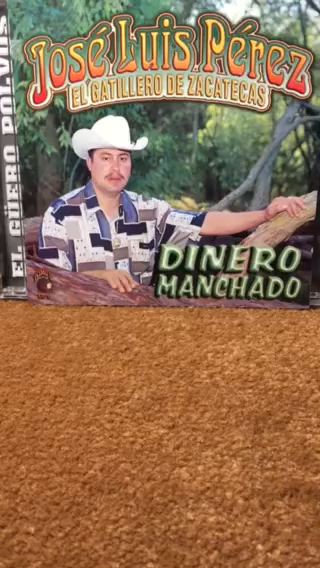 José Luis Pérez
EL GATILLERO DE ZACATECAS
EL GÜERO POLVOS
DINERO
MANCHADO